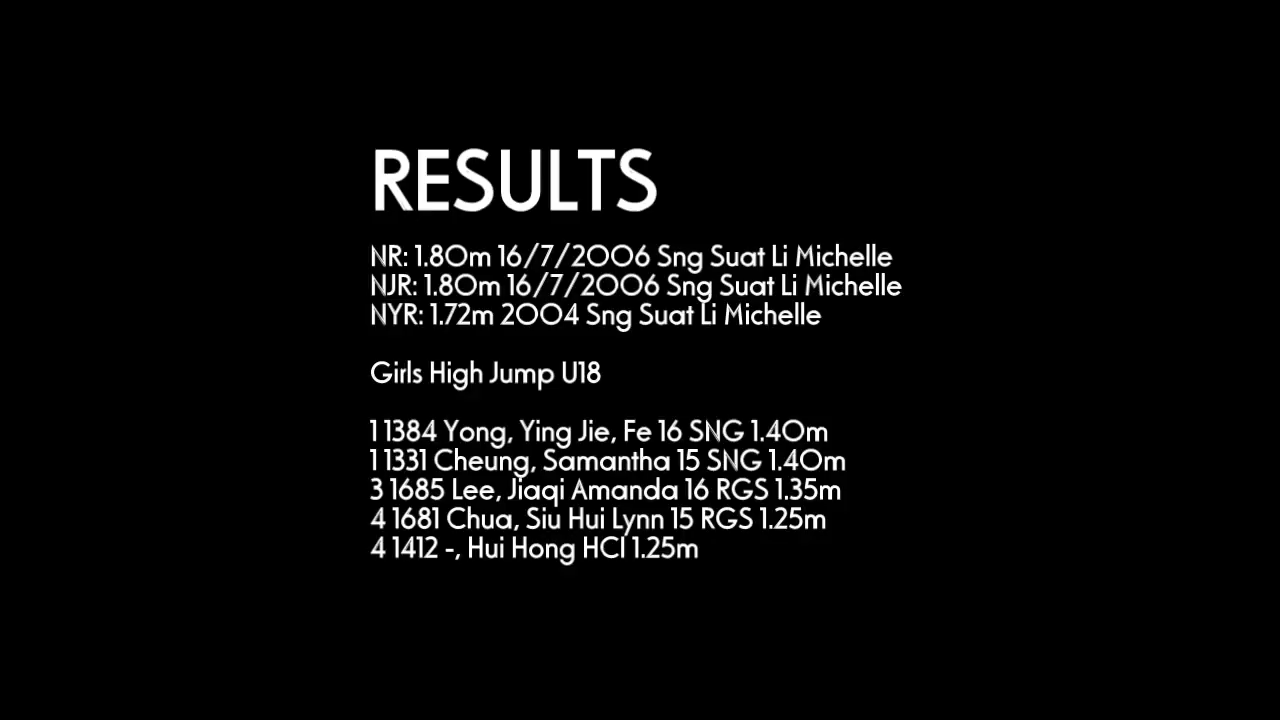 RESULTS
NR: 1.80m 16/7/2006 Sng Suat Li Michelle
NJR: 1.80m 16/7/2006 Sng Suat Li Michelle
NYR: 1.72m 2004 Sng Suat Li Michelle
Girls High Jump U18
1 1384 Yong, Ying Jie, Fe 16 SNG 1.40m
1 1331 Cheung, Samantha 15 SNG 1.40m
3 1685 Lee, Jiaqi Amanda 16 RGS 1.35m
4 1681 Chua, Siu Hui Lynn 15 RGS 1.25m
4 1412 -, Hui Hong HCI 1.25m